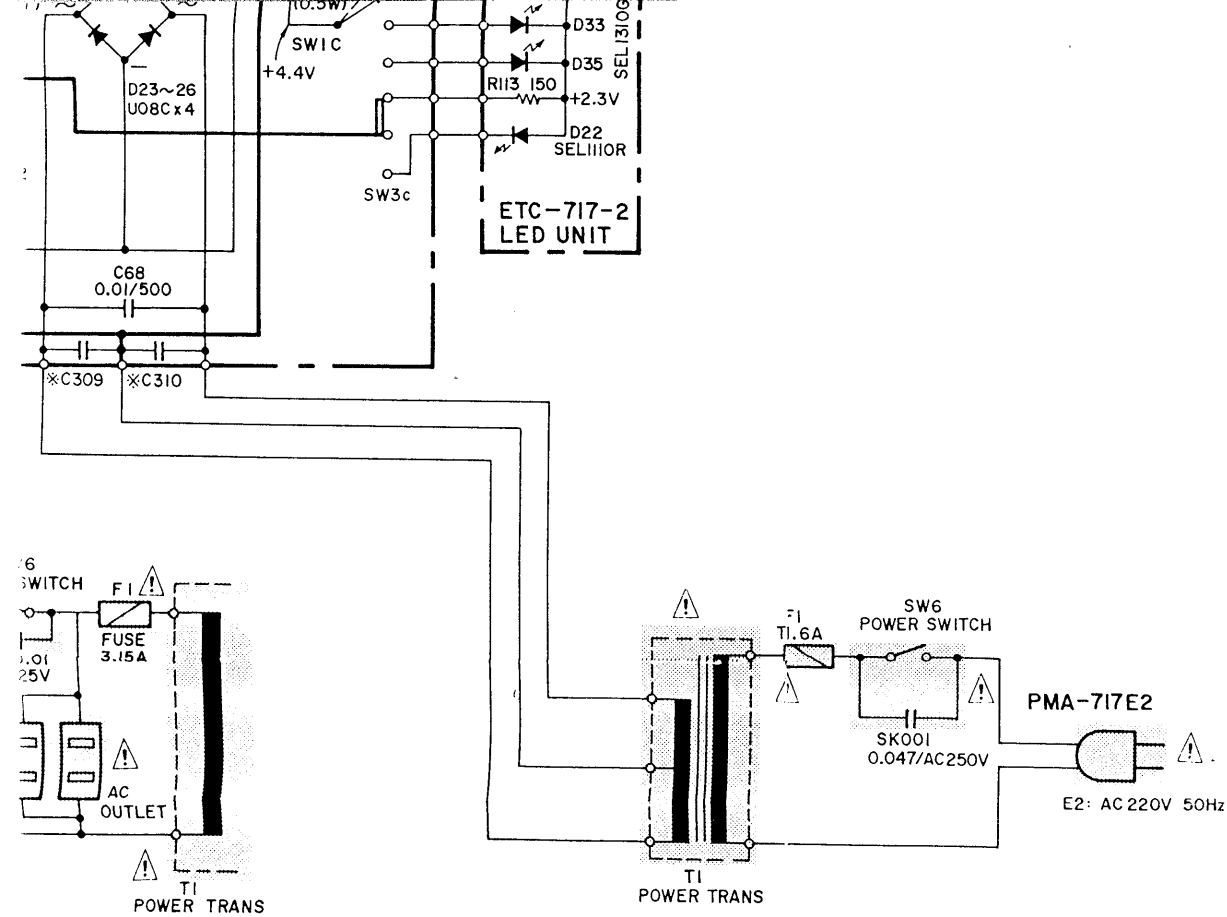 (0.5W)
SW1C
+4.4V
D33
D35
SEL1310G
R113 150
+2.3V
D22
SEL1110R
D23~26
U08C×4
SW3c
ETC-717-2
LED UNIT
C68
0.01/500
※C309
※C310
SWITCH
F1
FUSE
3.15A
AC
OUTLET
T1
POWER TRANS
F1
T1.6A
SW6
POWER SWITCH
SK001
0.047/AC250V
PMA-717E2
E2: AC 220V 50Hz
T1
POWER TRANS